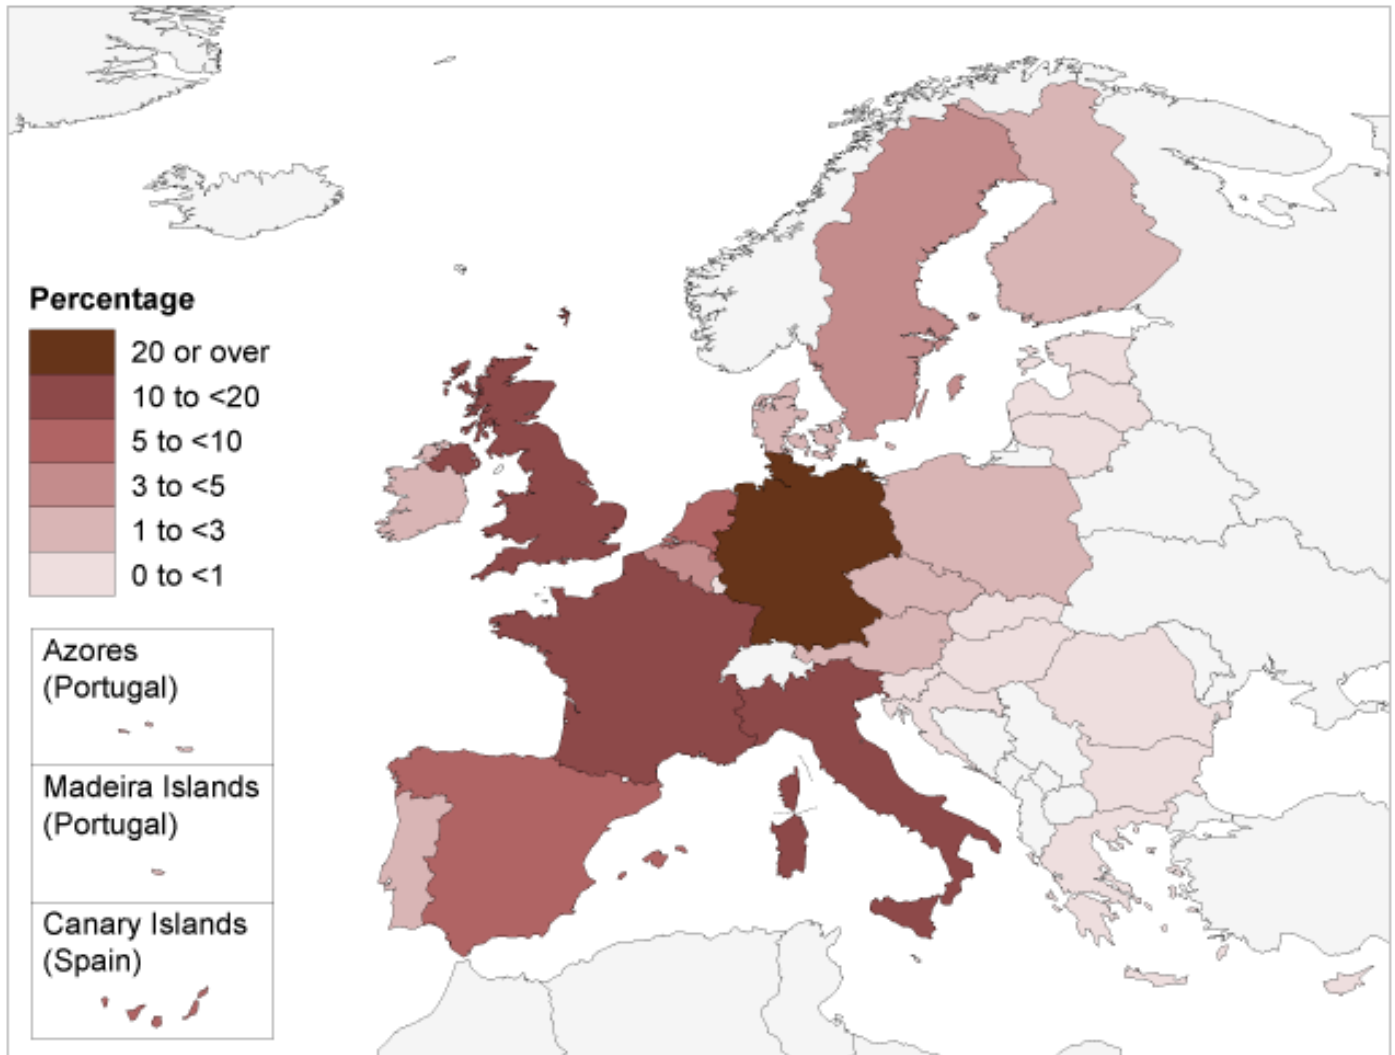 Percentage
20 or over
10 to <20
5 to <10
3 to <5
1 to <3
0 to <1
Azores
(Portugal)
Madeira Islands
(Portugal)
Canary Islands
(Spain)